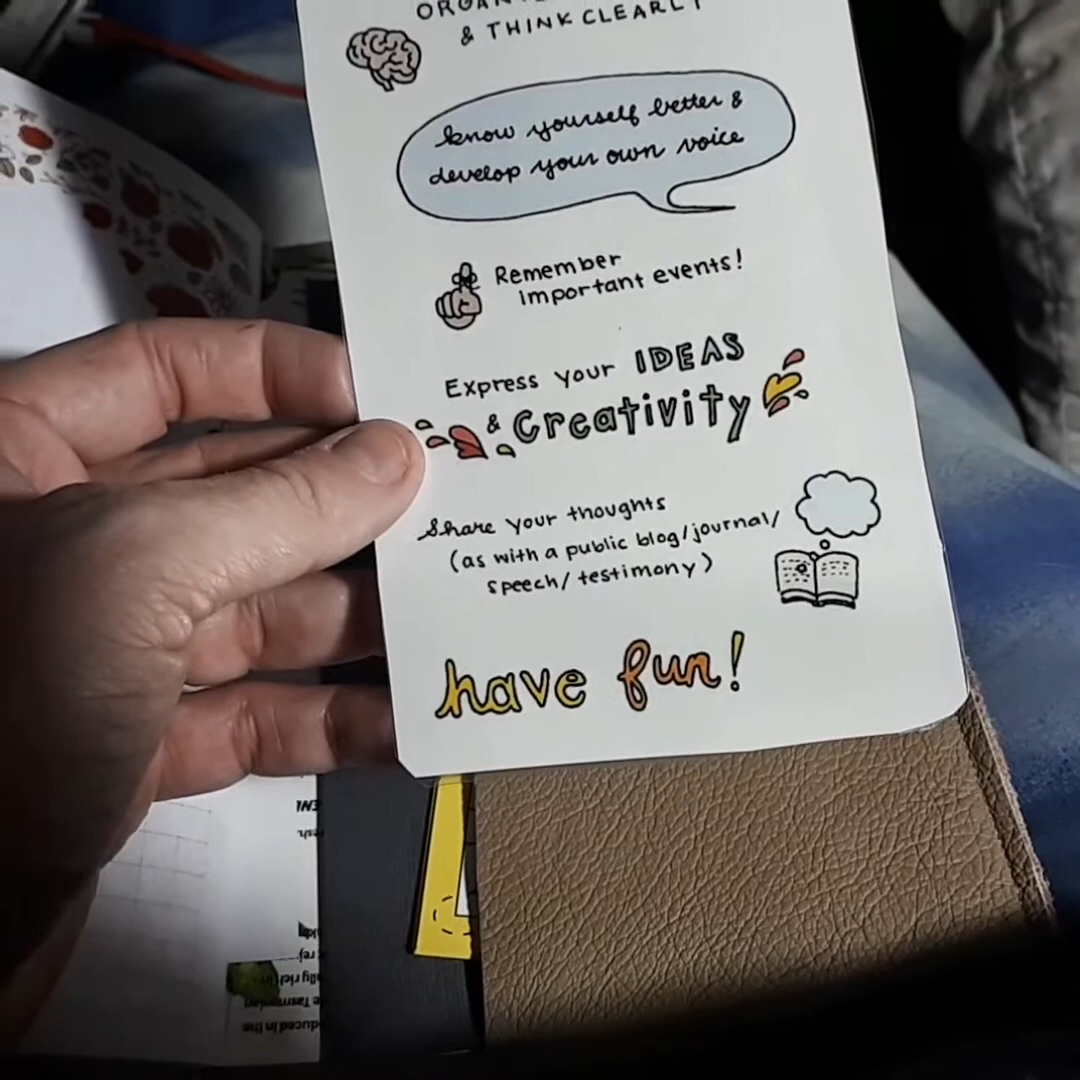 & THINK CLEARLY
know yourself better &
develop your own voice
Remember
important events!
Express your IDEAS
& Creativity
Share your thoughts
(as with a public blog/journal/
speech/testimony)
have fun!